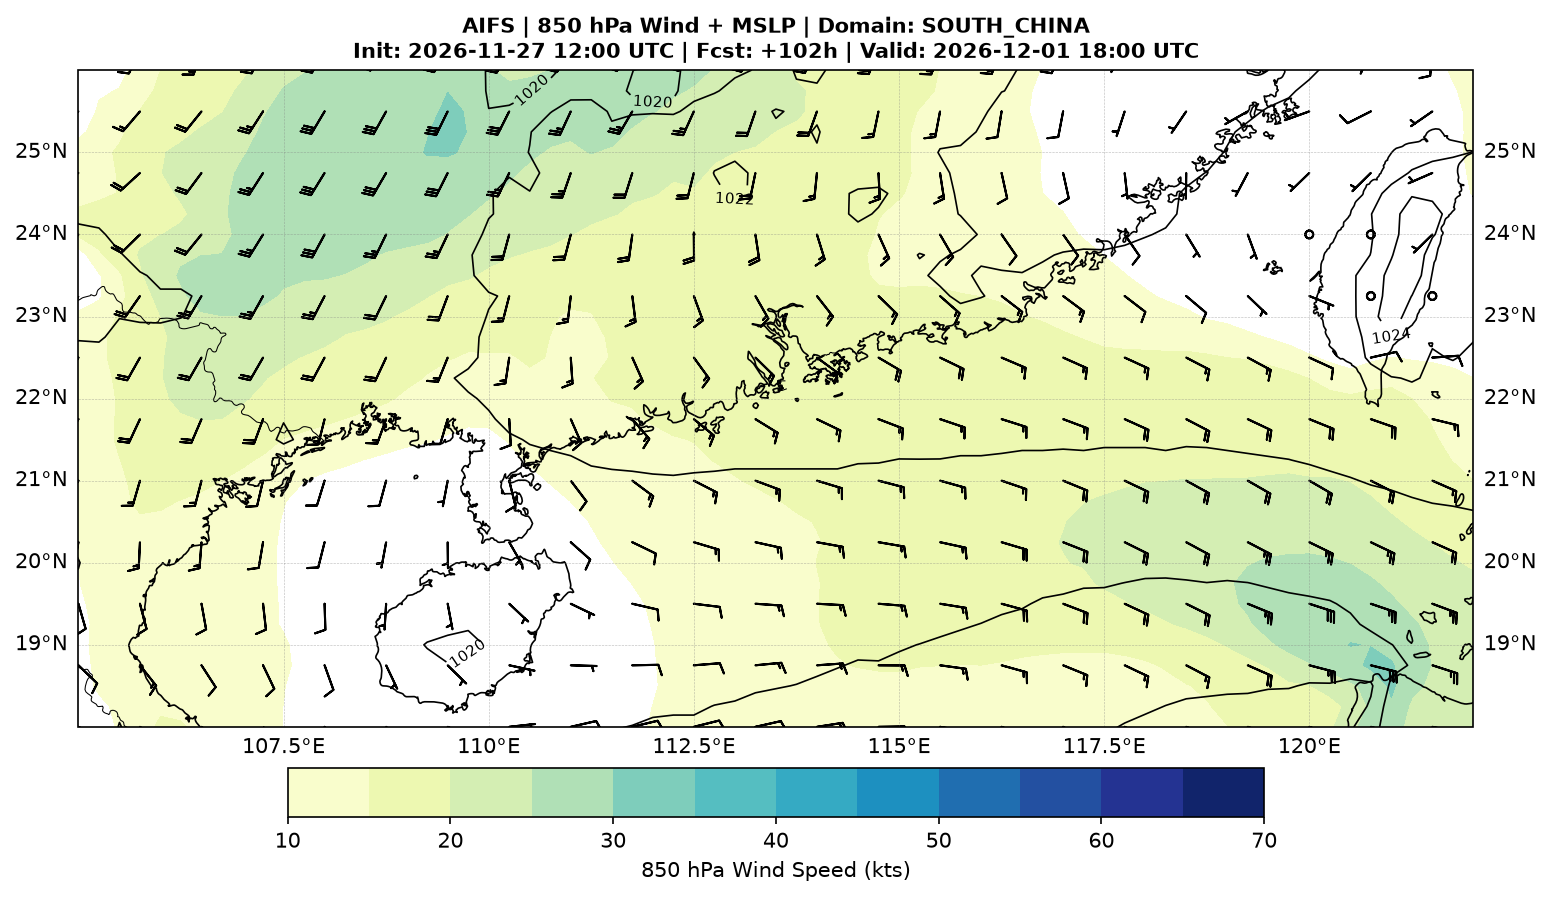 AIFS | 850 hPa Wind + MSLP | Domain: SOUTH_CHINA
Init: 2026-11-27 12:00 UTC | Fcst: +102h | Valid: 2026-12-01 18:00 UTC
1020
1020
25°N
25°N
1022
24°N
24°N
23°N
23°N
1024
22°N
22°N
21°N
21°N
20°N
20°N
19°N
19°N
1020
107.5°E
110°E
112.5°E
115°E
117.5°E
120°E
10
20
30
40
50
60
70
850 hPa Wind Speed (kts)